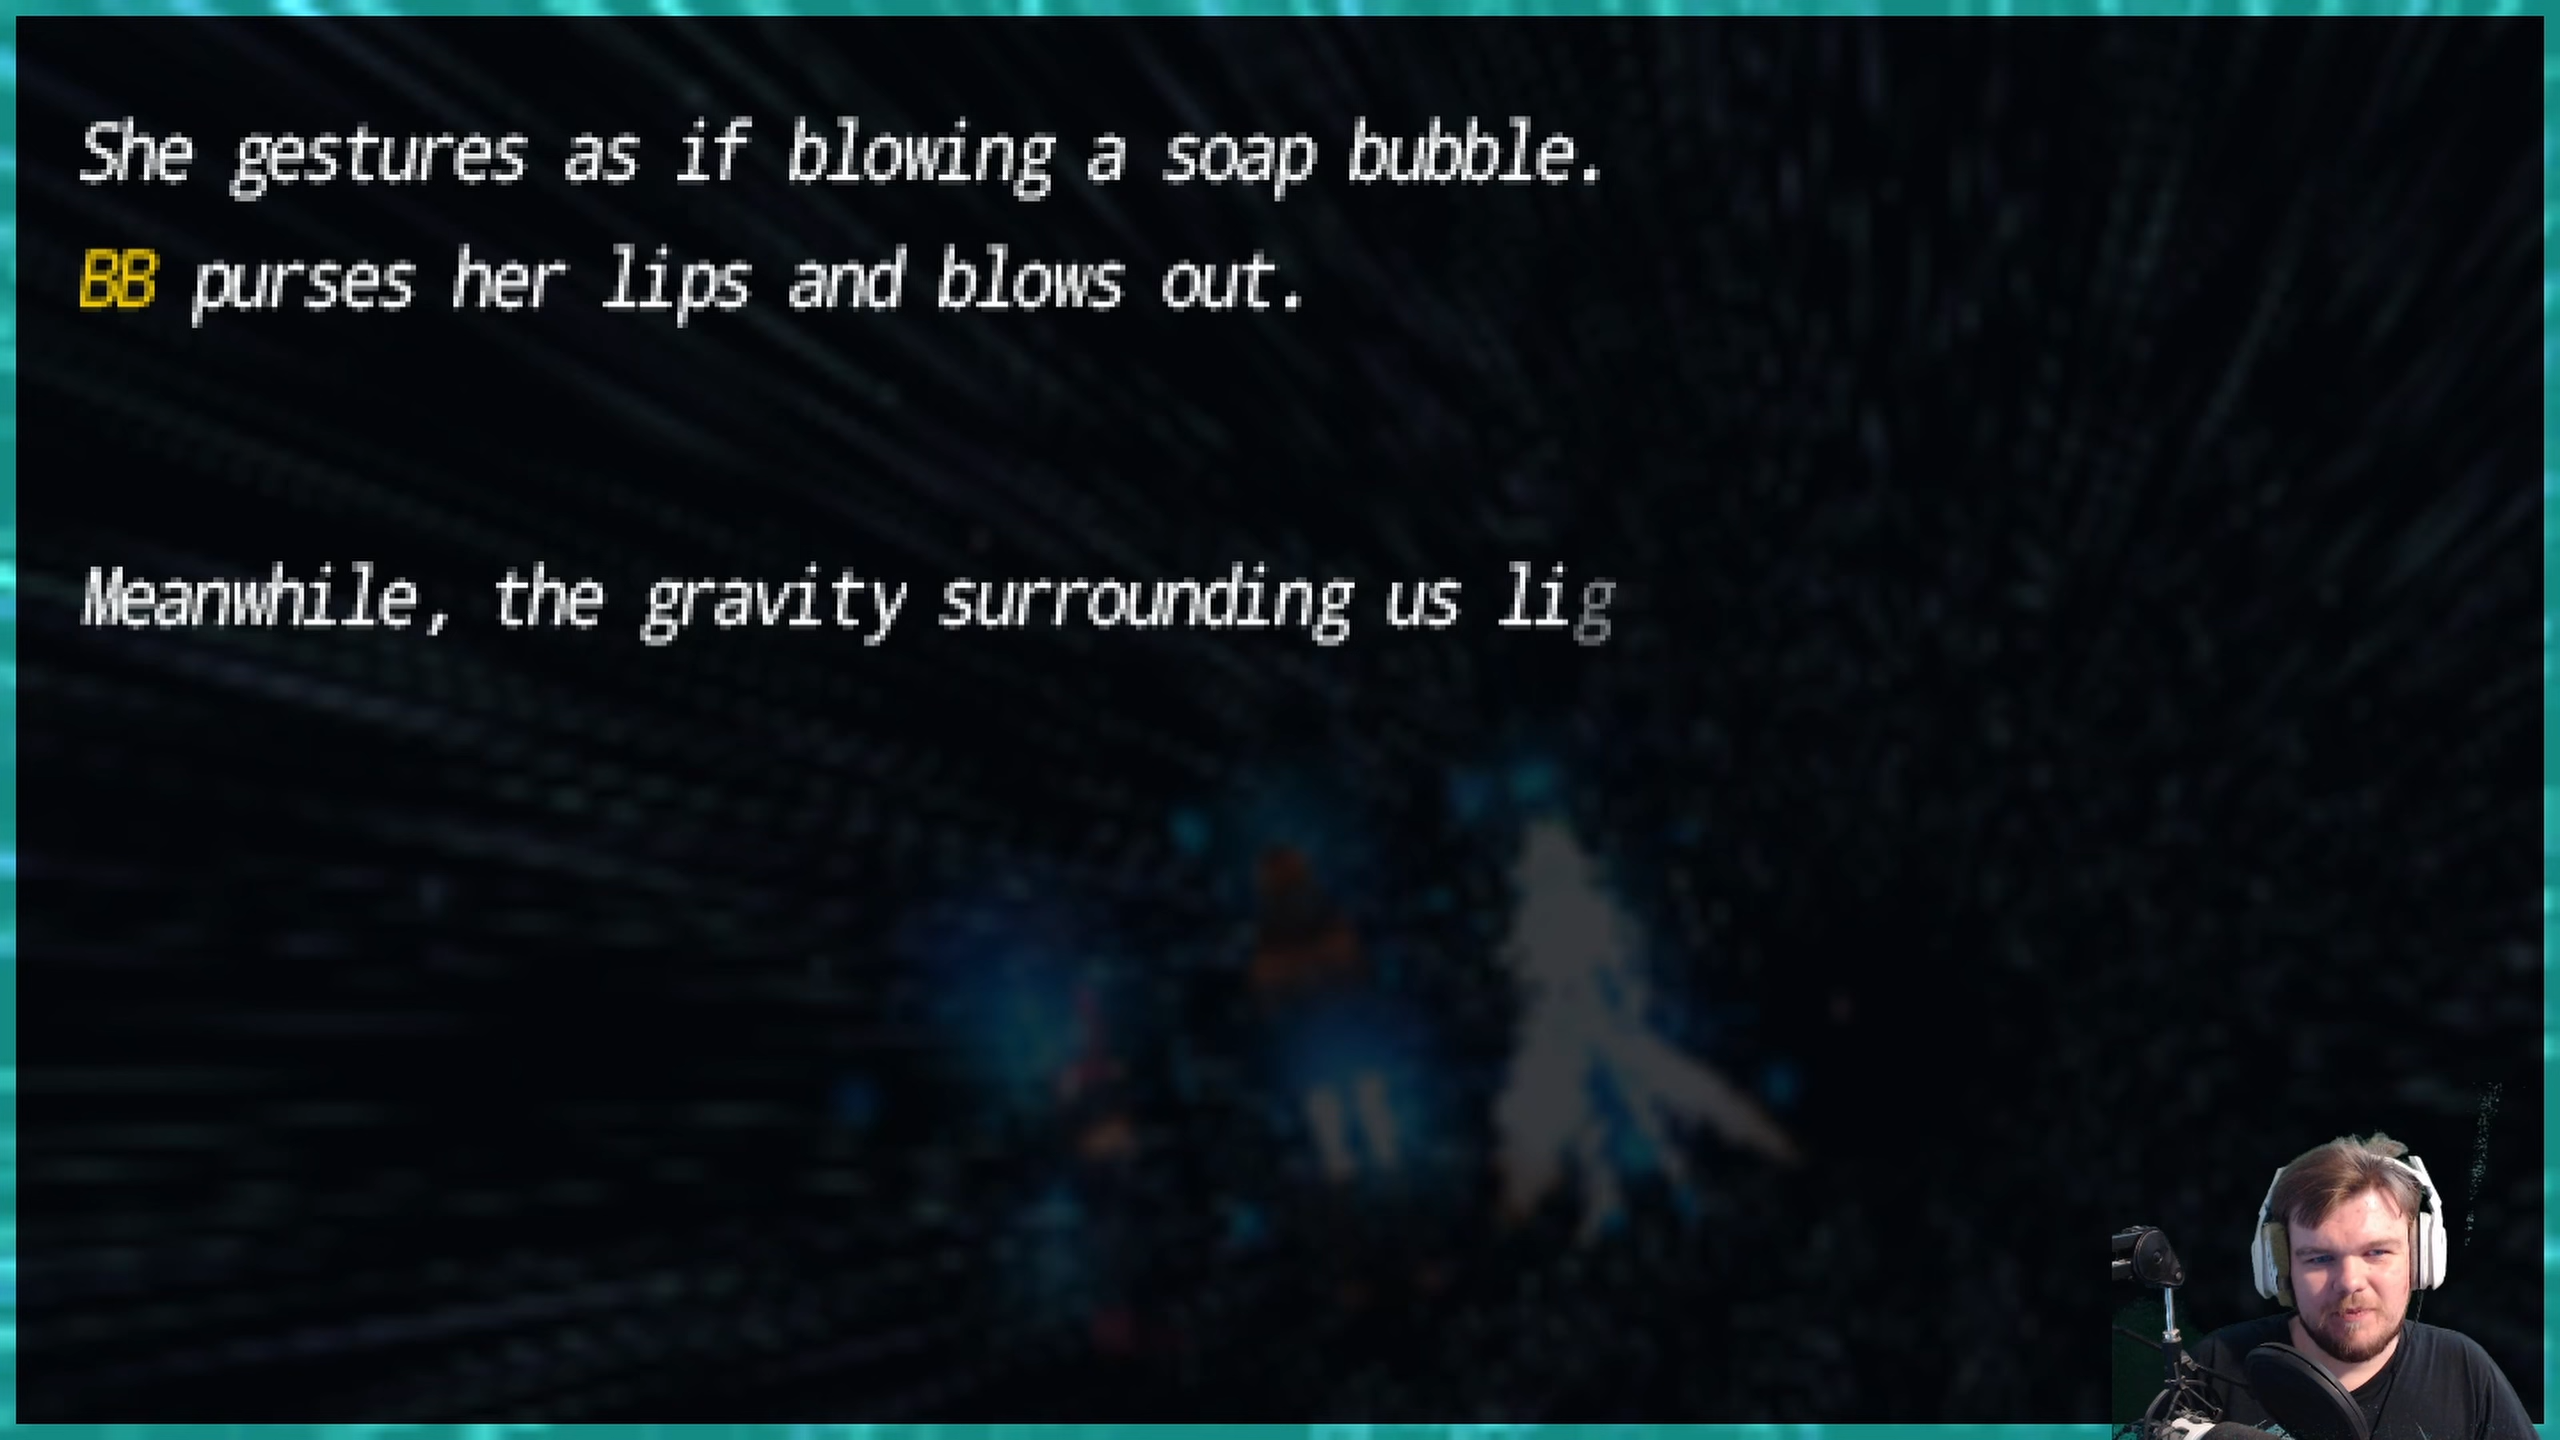 She gestures as if blowing a soap bubble.
BB purses her lips and blows out.
Meanwhile, the gravity surrounding us lig